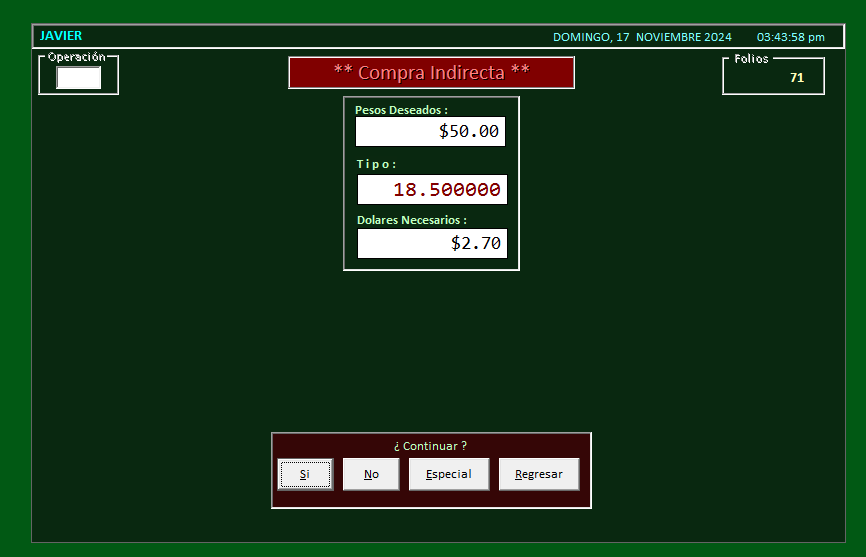 JAVIER DOMINGO, 17 NOVIEMBRE 2024 03:43:58 pm
Operación
** Compra Indirecta **
Folios
71
Pesos Deseados :
$50.00
Tipo:
18.500000
Dolares Necesarios :
$2.70
¿ Continuar ?
Si No Especial Regresar